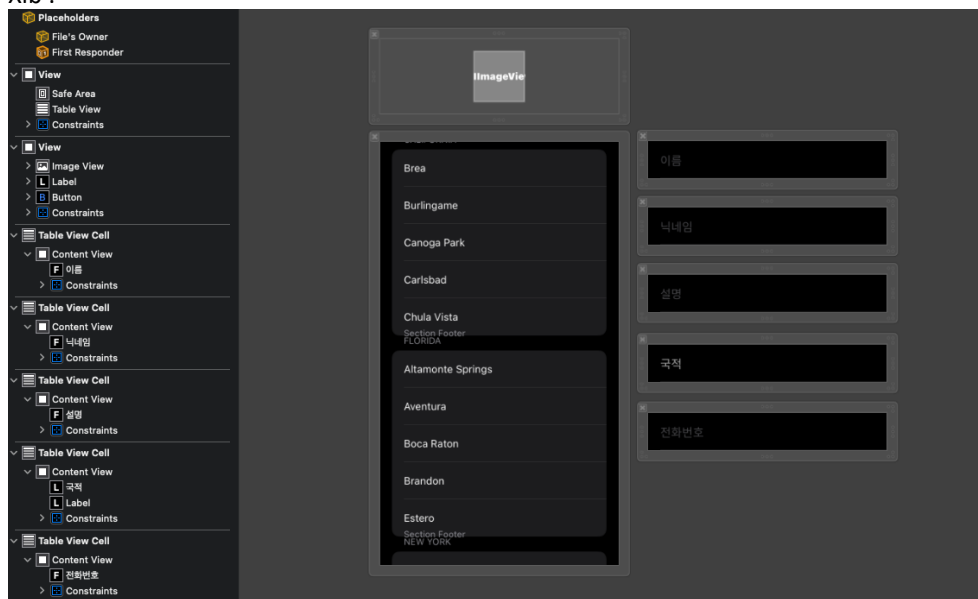 Xib :
Placeholders
File's Owner
First Responder
View
Safe Area
Table View
Constraints
View
Image View
L Label
B Button
Constraints
Table View Cell
Content View
F 이름
Constraints
Table View Cell
Content View
F 닉네임
Constraints
Table View Cell
Content View
F 설명
Constraints
Table View Cell
Content View
L 국적
L Label
Constraints
Table View Cell
Content View
F 전화번호
Constraints
IImageVie
Brea
Burlingame
Canoga Park
Carlsbad
Chula Vista
Section Footer
FLORIDA
Altamonte Springs
Aventura
Boca Raton
Brandon
Estero
Section Footer
NEW YORK
이름
닉네임
설명
국적
전화번호